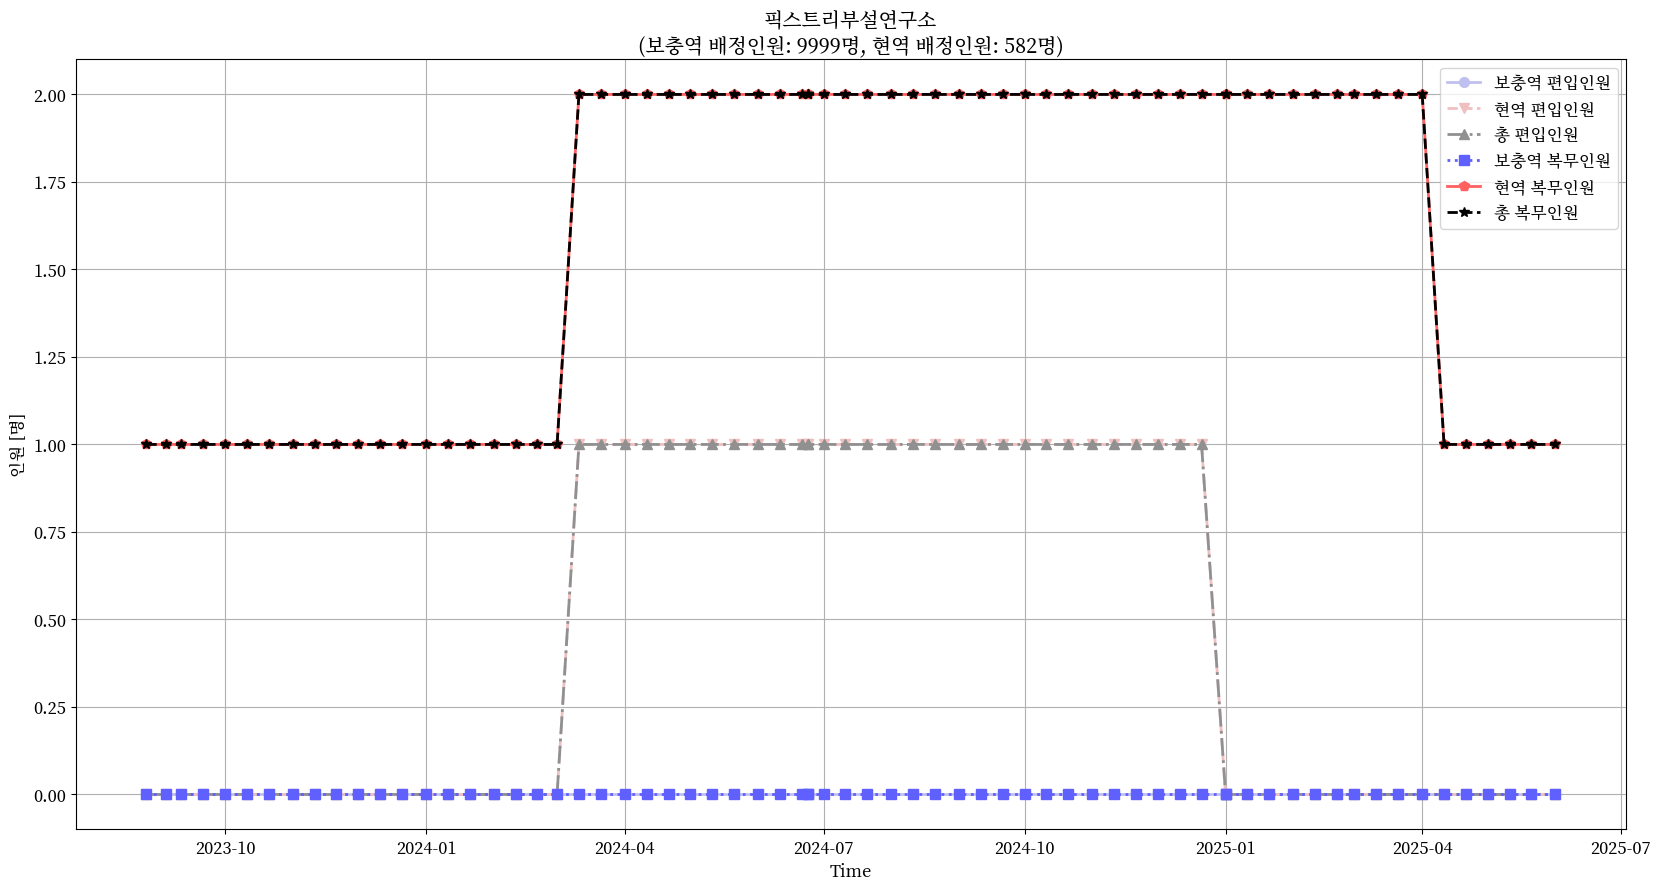 픽스트리부설연구소
(보충역 배정인원: 9999명, 현역 배정인원: 582명)
보충역 편입인원
현역 편입인원
총 편입인원
보충역 복무인원
현역 복무인원
총 복무인원
인원 [명]
2.00
1.75
1.50
1.25
1.00
0.75
0.50
0.25
0.00
2023-10
2024-01
2024-04
2024-07
2024-10
2025-01
2025-04
2025-07
Time